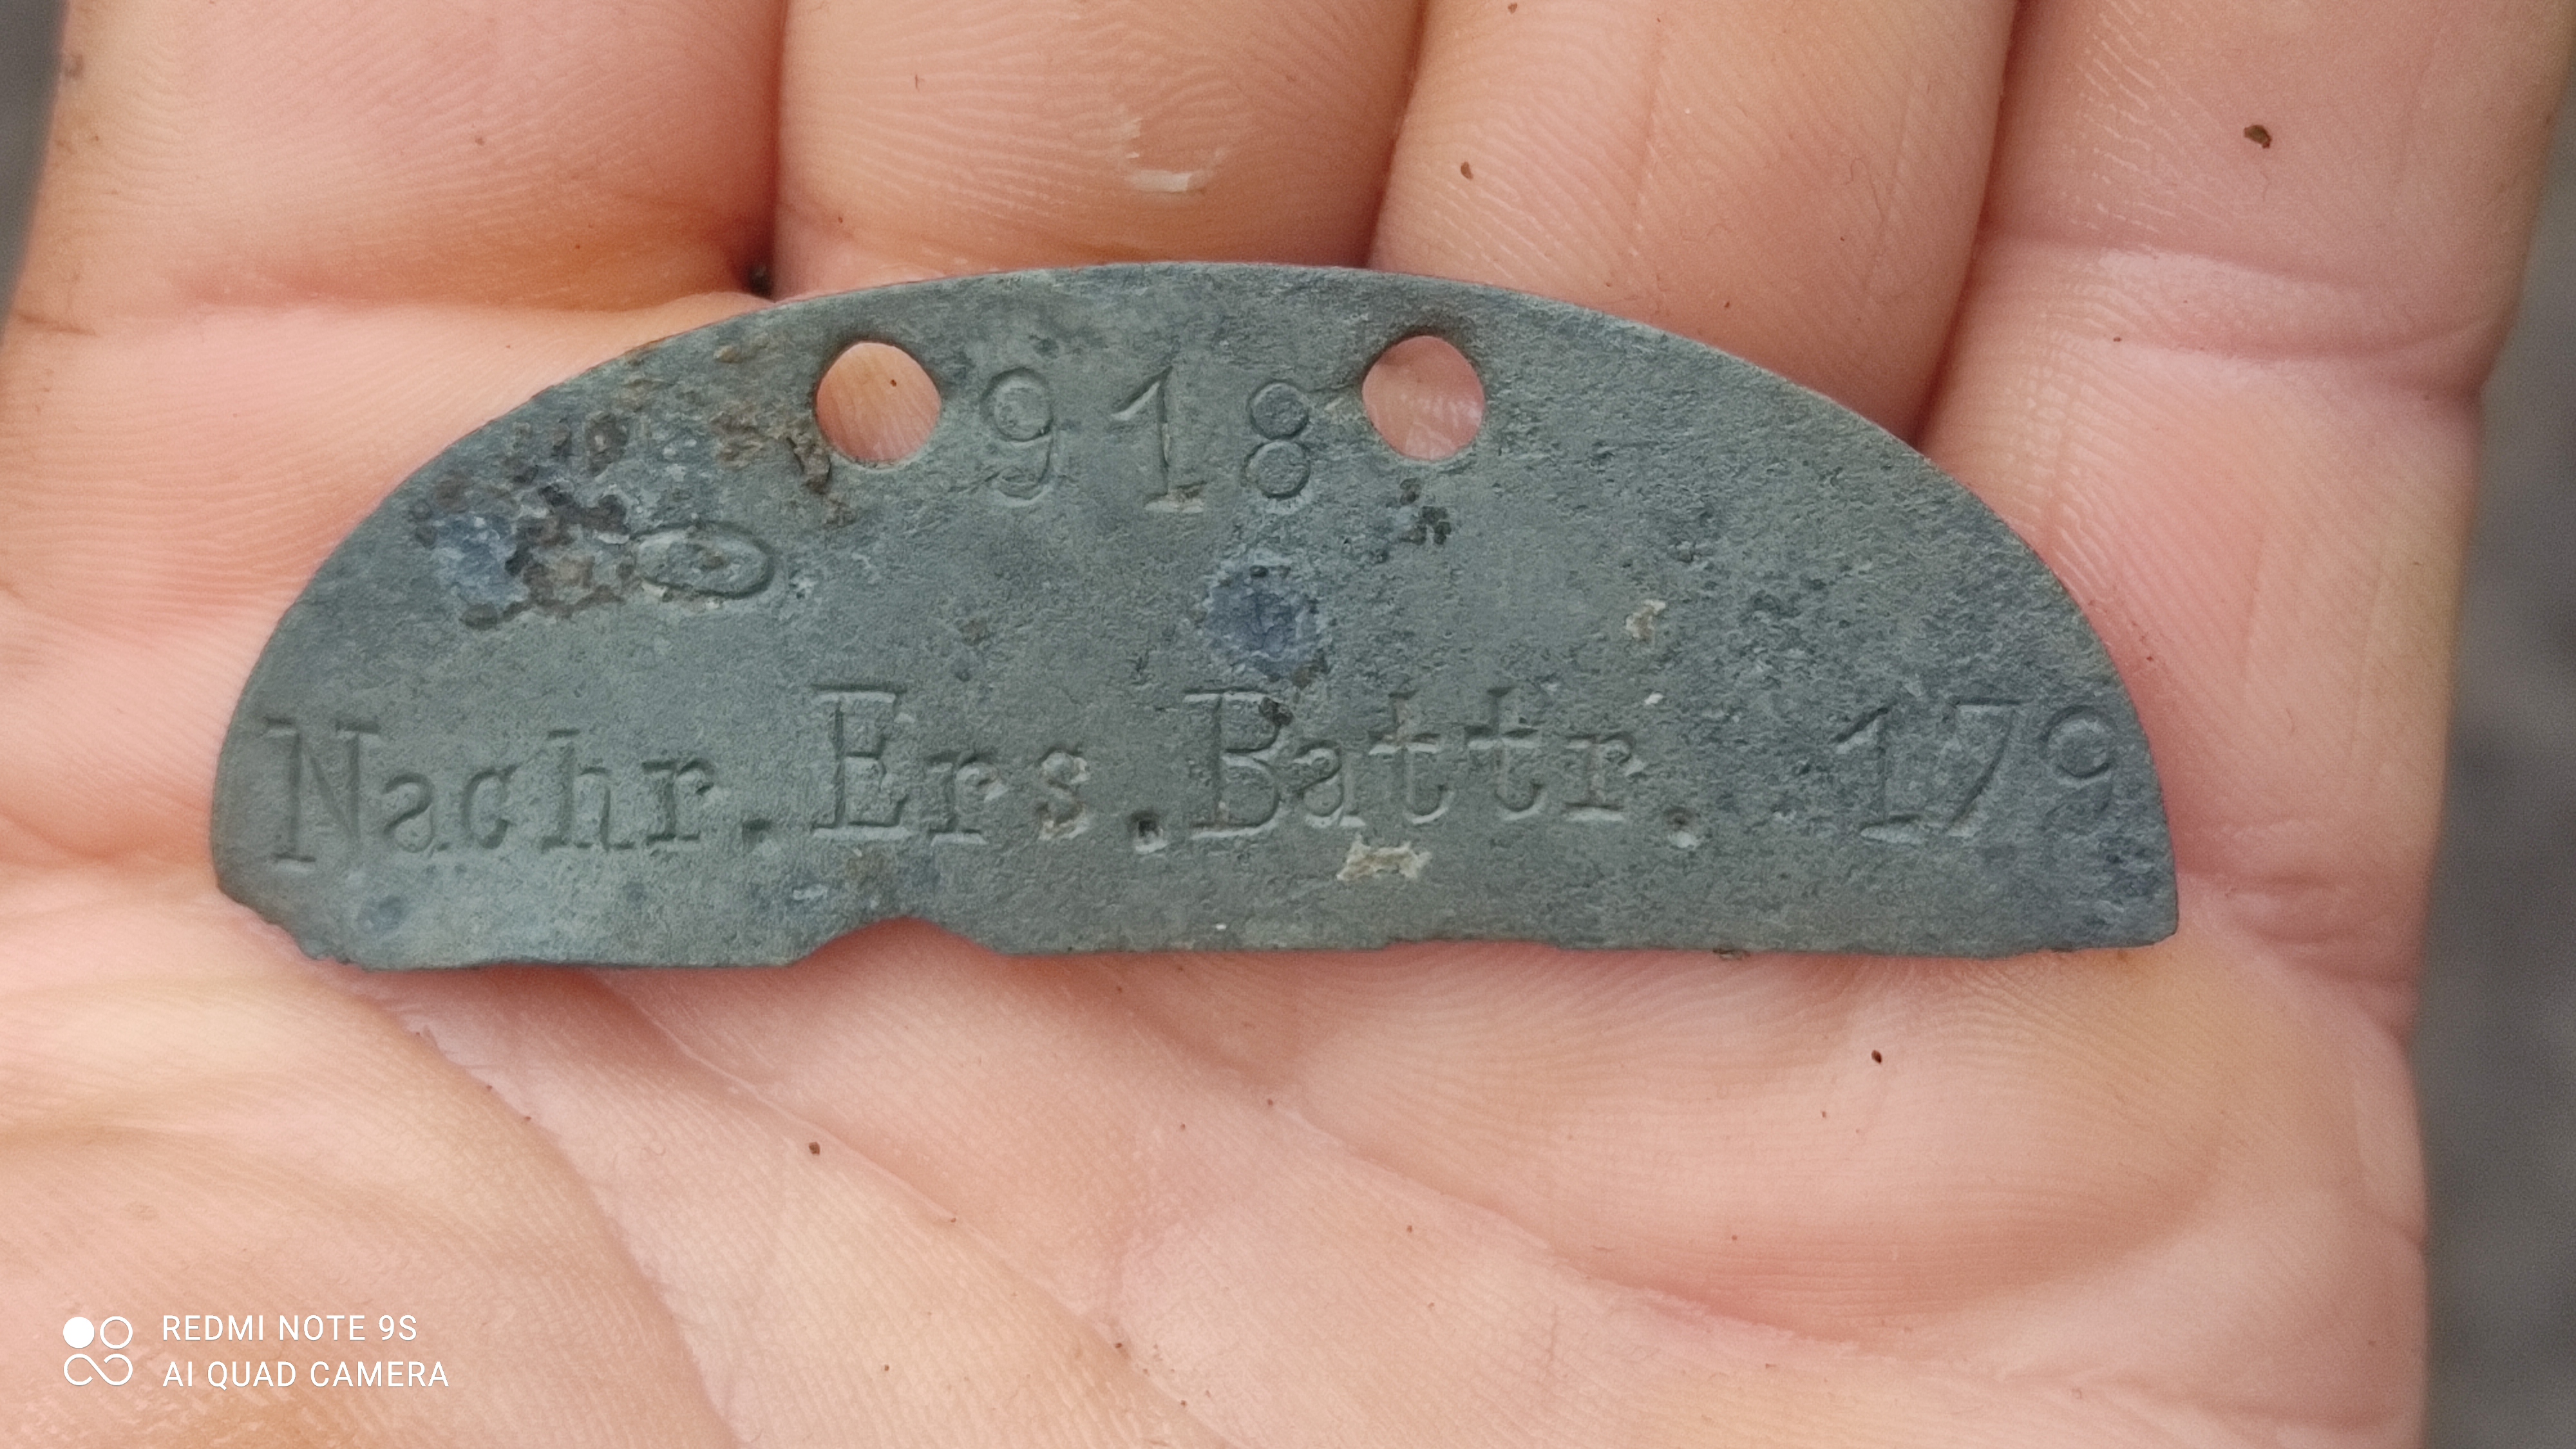 918
O
Nachr. Ers. Battr. 179
REDMI NOTE 9S
AI QUAD CAMERA